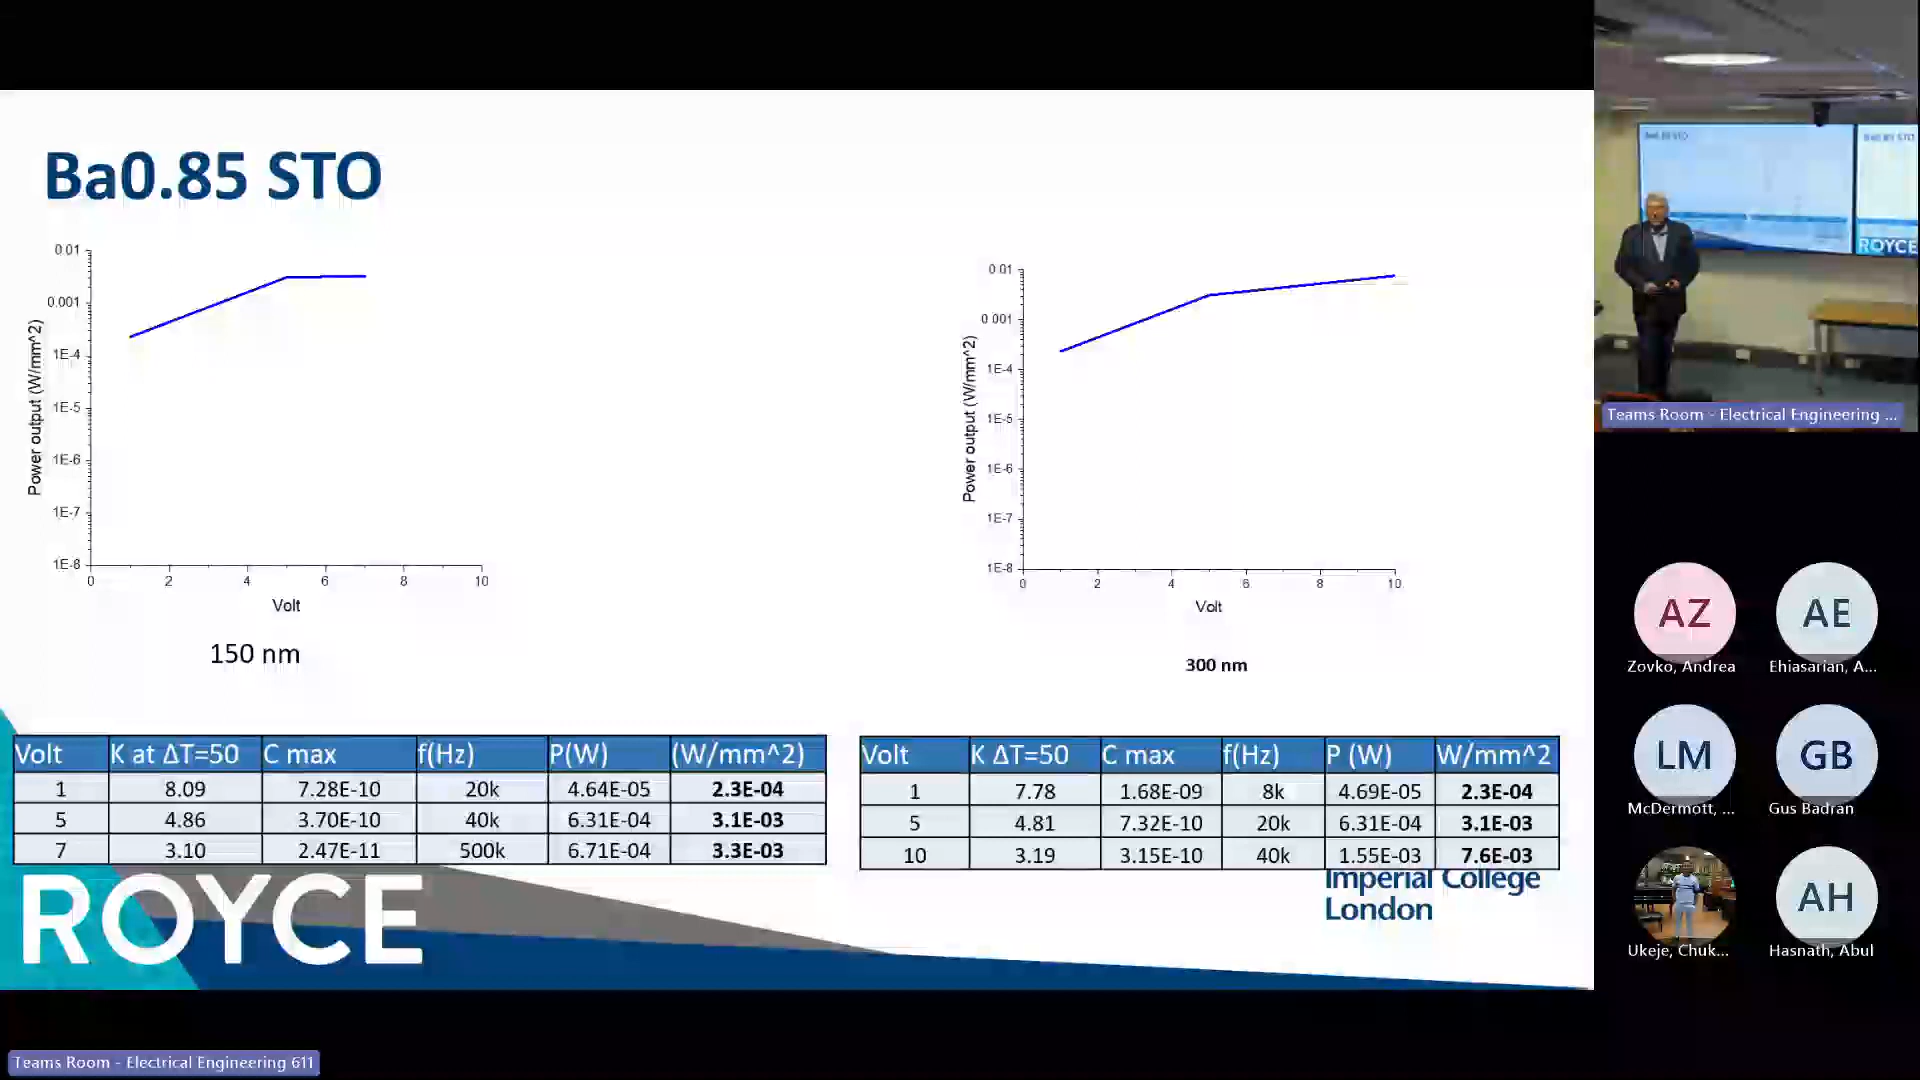 Ba0.85 STO
0.01
0.001
1E-4
1E-5
1E-6
1E-7
1E-8
Power output (W/mm^2)
0 2 4 6 8 10
Volt
150 nm
0.01
0.001
1E-4
1E-5
1E-6
1E-7
1E-8
Power output (W/mm^2)
0 2 4 6 8 10
Volt
300 nm
Volt K at ΔT=50 C max f(Hz) P(W) (W/mm^2)
1 8.09 7.28E-10 20k 4.64E-05 2.3E-04
5 4.86 3.70E-10 40k 6.31E-04 3.1E-03
7 3.10 2.47E-11 500k 6.71E-04 3.3E-03
Volt K ΔT=50 C max f(Hz) P (W) W/mm^2
1 7.78 1.68E-09 8k 4.69E-05 2.3E-04
5 4.81 7.32E-10 20k 6.31E-04 3.1E-03
10 3.19 3.15E-10 40k 1.55E-03 7.6E-03
ROYCE
Imperial College
London
Teams Room - Electrical Engineering 611
Ba0.85 STO
ROYCE
Teams Room - Electrical Engineering ...
AZ
Zovko, Andrea
AE
Ehiasarian, A...
LM
McDermott, ...
GB
Gus Badran
Ukeje, Chuk...
AH
Hasnath, Abul